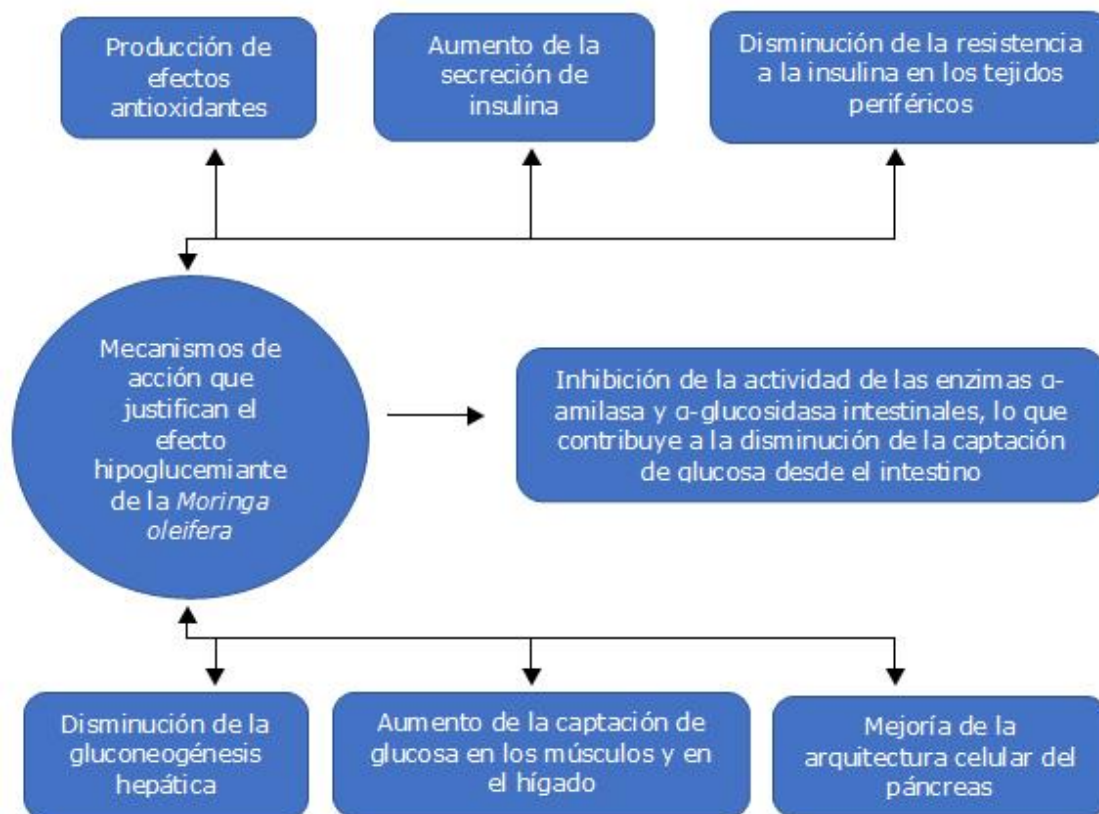 Producción de
efectos
antioxidantes
Aumento de la
secreción de
insulina
Disminución de la resistencia
a la insulina en los tejidos
periféricos
Mecanismos de
acción que
justifican el
efecto
hipoglucemiante
de la Moringa
oleifera
Inhibición de la actividad de las enzimas α-
amilasa y α-glucosidasa intestinales, lo que
contribuye a la disminución de la captación
de glucosa desde el intestino
Disminución de la
gluconeogénesis
hepática
Aumento de la captación de
glucosa en los músculos y en
el hígado
Mejoría de la
arquitectura celular del
páncreas